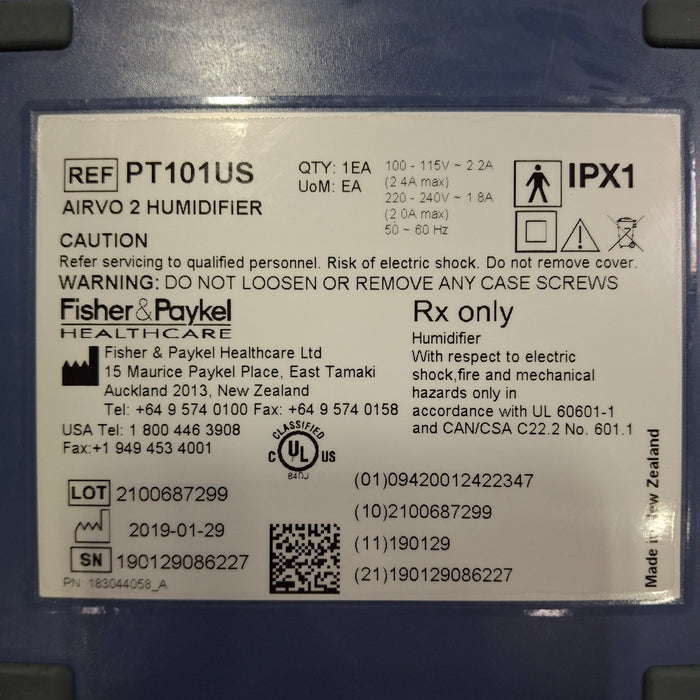 REF PT101US
AIRVO 2 HUMIDIFIER
QTY: 1EA
UoM: EA
100 - 115V ~ 2.2A
(2.4A max)
220 - 240V ~ 1.8A
(2.0A max)
50 ~ 60 Hz
IPX1
CAUTION
Refer servicing to qualified personnel. Risk of electric shock. Do not remove cover.
WARNING: DO NOT LOOSEN OR REMOVE ANY CASE SCREWS
Fisher&Paykel
HEALTHCARE
Fisher & Paykel Healthcare Ltd
15 Maurice Paykel Place, East Tamaki
Auckland 2013, New Zealand
Tel: +64 9 574 0100 Fax: +64 9 574 0158
USA Tel: 1 800 446 3908
Fax:+1 949 453 4001
Rx only
Humidifier
With respect to electric
shock,fire and mechanical
hazards only in
accordance with UL 60601-1
and CAN/CSA C22.2 No. 601.1
CLASSIFIED
C UL US
84DJ
LOT 2100687299
2019-01-29
SN 190129086227
PN: 183044058_A
(01)09420012422347
(10)2100687299
(11)190129
(21)190129086227
Made in New Zealand